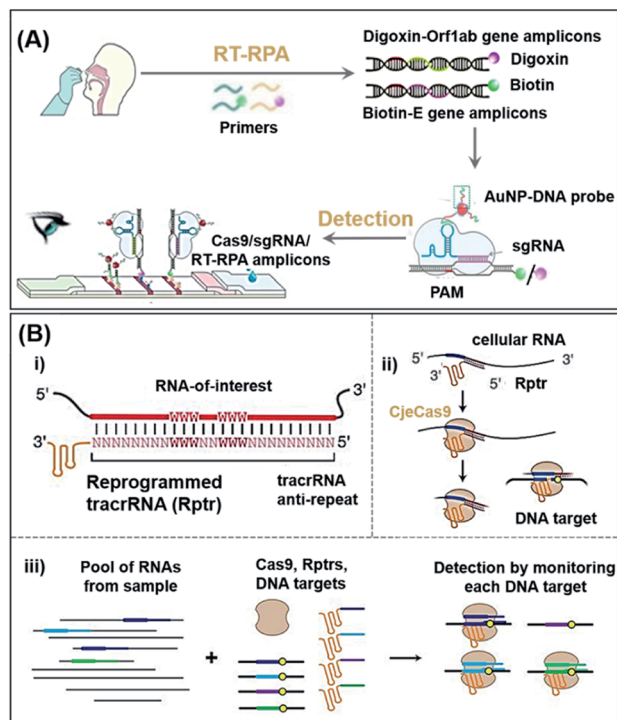 (A)
RT-RPA
Primers
Digoxin-Orf1ab gene amplicons
Digoxin
Biotin
Biotin-E gene amplicons
AuNP-DNA probe
sgRNA
PAM
Detection
Cas9/sgRNA/
RT-RPA amplicons
(B)
i)
RNA-of-interest
5'
3'
WWW WWW
3'
NNNNNNNNNWWWNNWWWNNNNNNNNNN
5'
Reprogrammed
tracrRNA (Rptr)
tracrRNA
anti-repeat
ii)
cellular RNA
5'
3'
3'
5'
Rptr
CjeCas9
DNA target
iii)
Pool of RNAs
from sample
+
Cas9, Rptrs,
DNA targets
Detection by monitoring
each DNA target